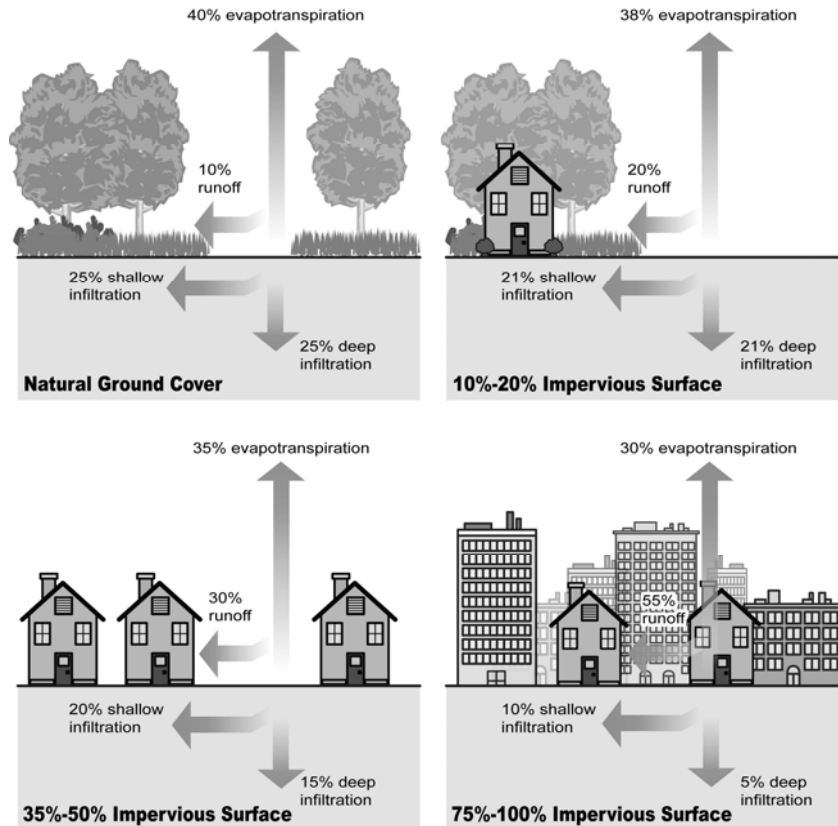 40% evapotranspiration
10%
runoff
25% shallow
infiltration
25% deep
infiltration
Natural Ground Cover
38% evapotranspiration
20%
runoff
21% shallow
infiltration
21% deep
infiltration
10%-20% Impervious Surface
35% evapotranspiration
30%
runoff
20% shallow
infiltration
15% deep
infiltration
35%-50% Impervious Surface
30% evapotranspiration
55%
runoff
10% shallow
infiltration
5% deep
infiltration
75%-100% Impervious Surface